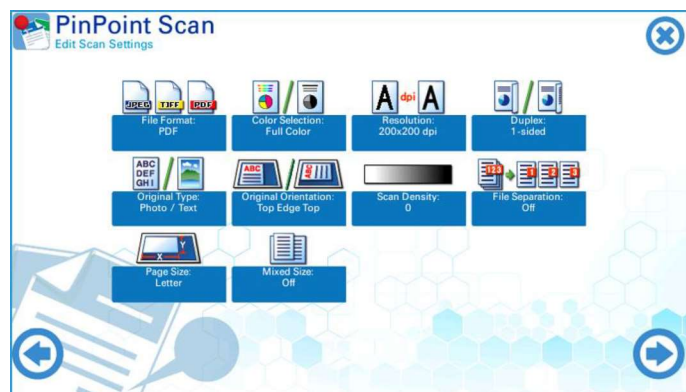 PinPoint Scan
Edit Scan Settings
JPEG TIFF PDF
A dpi A
File Format:
PDF
Color Selection:
Full Color
Resolution:
200x200 dpi
Duplex:
1-sided
ABC
DEF
GHI
ABC
ABC
123
1 2 3
Original Type:
Photo / Text
Original Orientation:
Top Edge Top
Scan Density:
0
File Separation:
Off
Y
X
Page Size:
Letter
Mixed Size:
Off